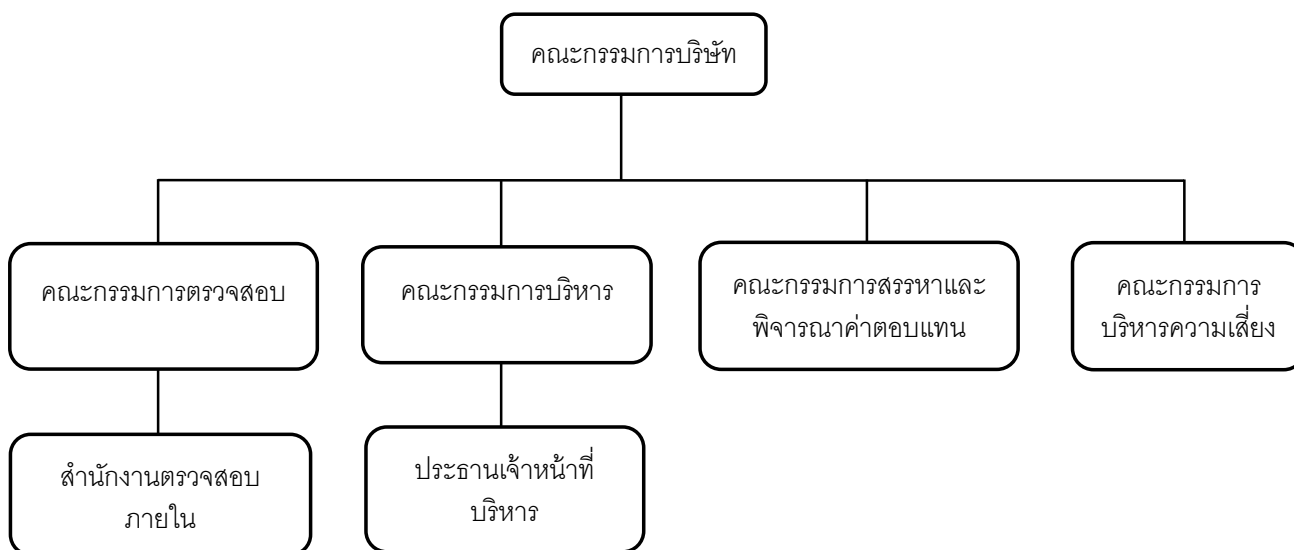 คณะกรรมการบริษัท
คณะกรรมการตรวจสอบ
คณะกรรมการบริหาร
คณะกรรมการสรรหาและ
พิจารณาค่าตอบแทน
คณะกรรมการ
บริหารความเสี่ยง
สำนักงานตรวจสอบ
ภายใน
ประธานเจ้าหน้าที่
บริหาร